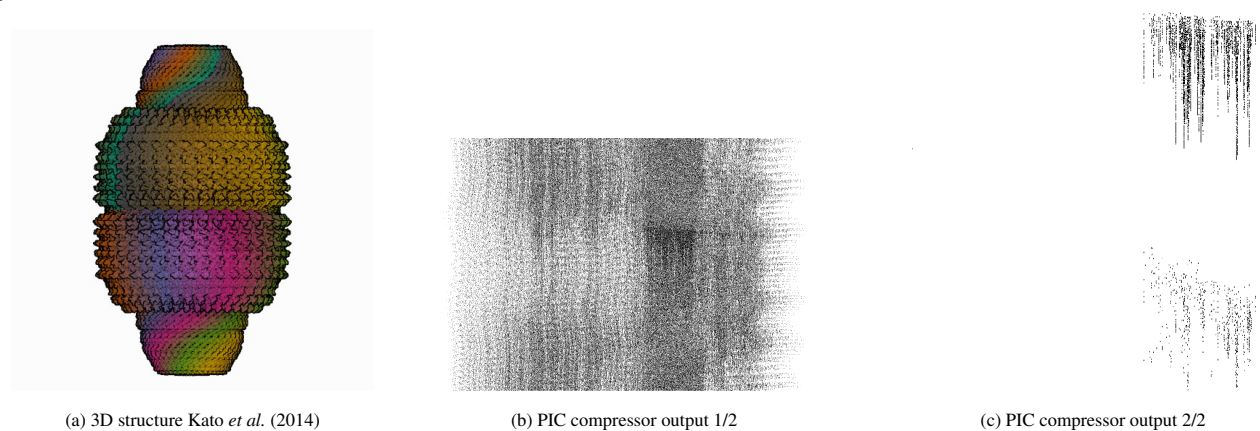 (a) 3D structure Kato et al. (2014)
(b) PIC compressor output 1/2
(c) PIC compressor output 2/2